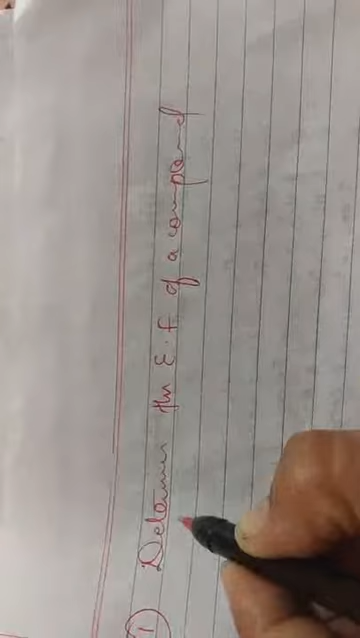 1) Determine the E.F of a compound